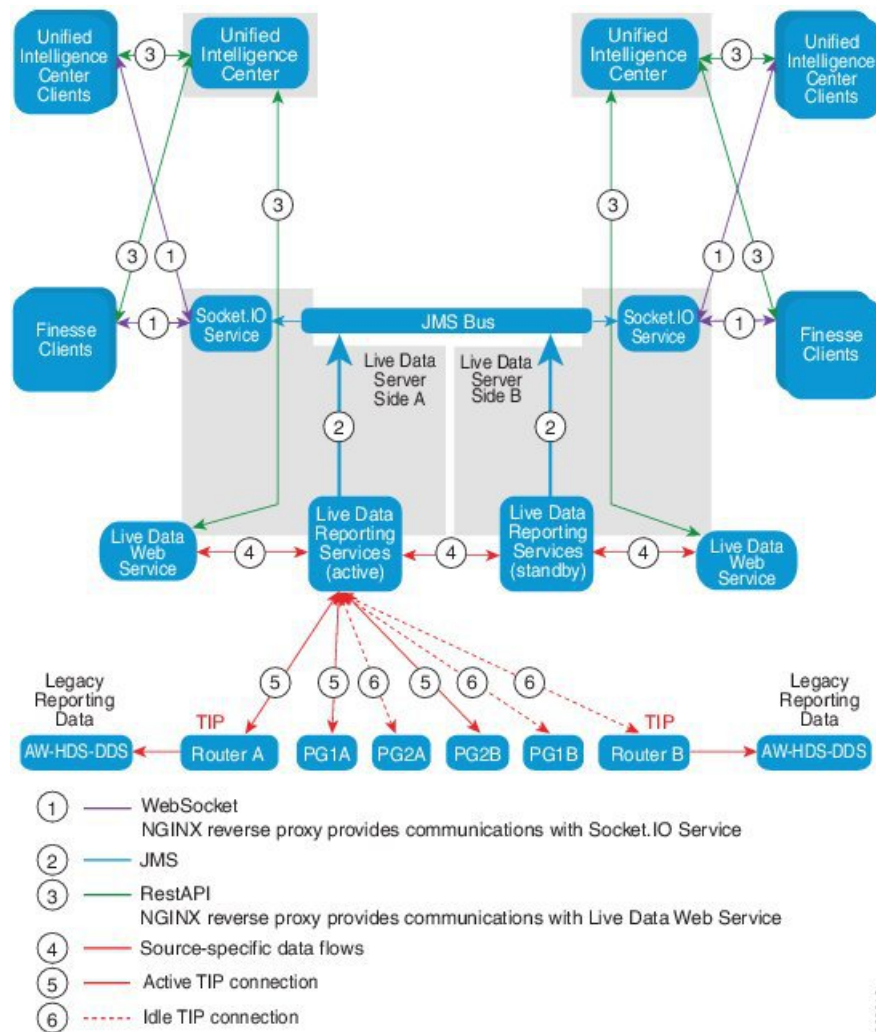 Unified
Intelligence
Center
Clients
3
Unified
Intelligence
Center
Unified
Intelligence
Center
3
Unified
Intelligence
Center
Clients
3
3
3
1
1
3
Finesse
Clients
1
Socket.IO
Service
JMS Bus
Socket.IO
Service
1
Finesse
Clients
Live Data
Server
Side A
Live Data
Server
Side B
2
2
Live Data
Web
Service
4
Live Data
Reporting
Services
(active)
4
Live Data
Reporting
Services
(standby)
4
Live Data
Web
Service
5
5
6
5
6
6
Legacy
Reporting
Data
TIP
TIP
Legacy
Reporting
Data
AW-HDS-DDS
Router A
PG1A
PG2A
PG2B
PG1B
Router B
AW-HDS-DDS
1 WebSocket
NGINX reverse proxy provides communications with Socket.IO Service
2 JMS
3 RestAPI
NGINX reverse proxy provides communications with Live Data Web Service
4 Source-specific data flows
5 Active TIP connection
6 Idle TIP connection